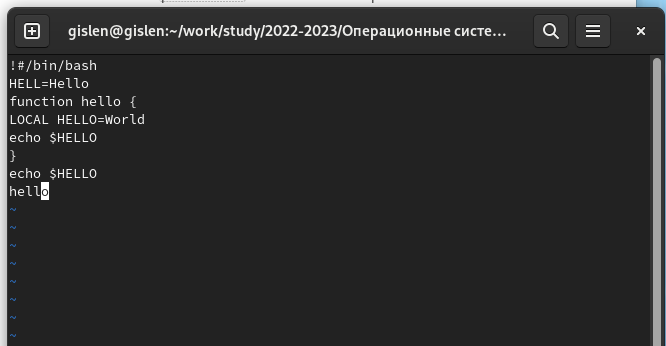 gislen@gislen:~/work/study/2022-2023/Операционные систе...
!#/bin/bash
HELL=Hello
function hello {
LOCAL HELLO=World
echo $HELLO
}
echo $HELLO
hello
~
~
~
~
~
~
~
~